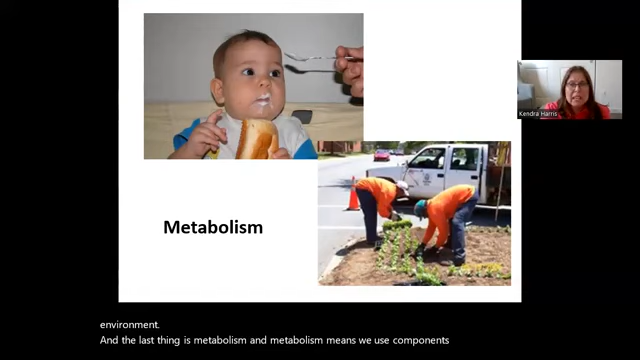 Kendra Harris
Metabolism
environment.
And the last thing is metabolism and metabolism means we use components